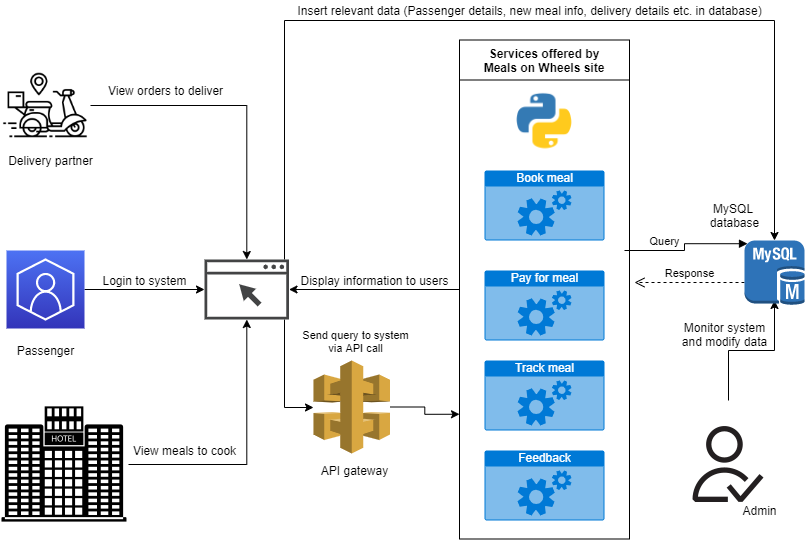 Insert relevant data (Passenger details, new meal info, delivery details etc. in database)
Services offered by
Meals on Wheels site
View orders to deliver
Delivery partner
Book meal
MySQL
database
Query
MySQL
M
Login to system
Display information to users
Pay for meal
Response
Passenger
Send query to system
via API call
Monitor system
and modify data
Track meal
HOTEL
View meals to cook
API gateway
Feedback
Admin